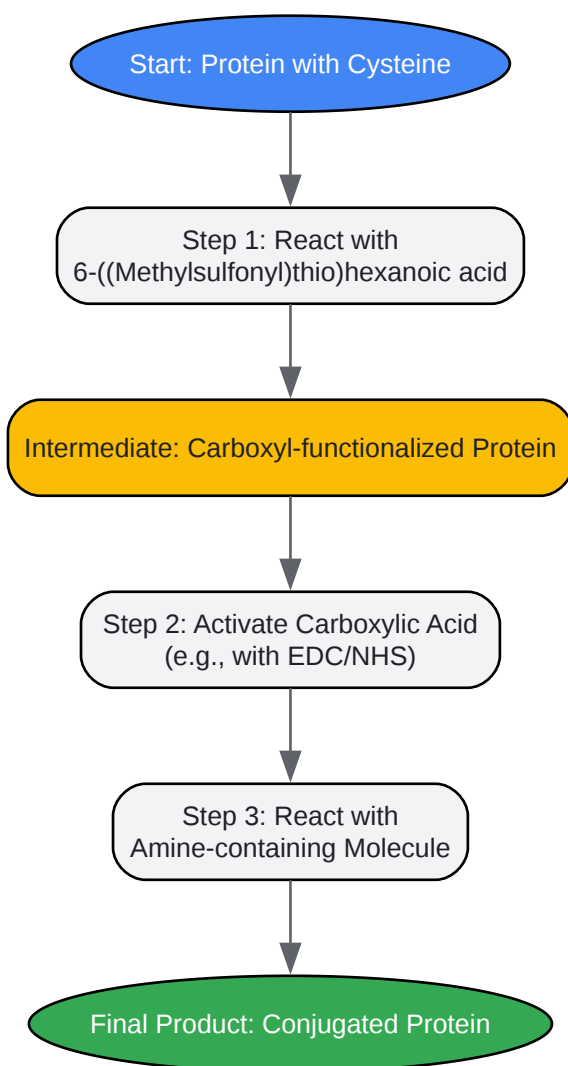 Start: Protein with Cysteine
Step 1: React with
6-((Methylsulfonyl)thio)hexanoic acid
Intermediate: Carboxyl-functionalized Protein
Step 2: Activate Carboxylic Acid
(e.g., with EDC/NHS)
Step 3: React with
Amine-containing Molecule
Final Product: Conjugated Protein